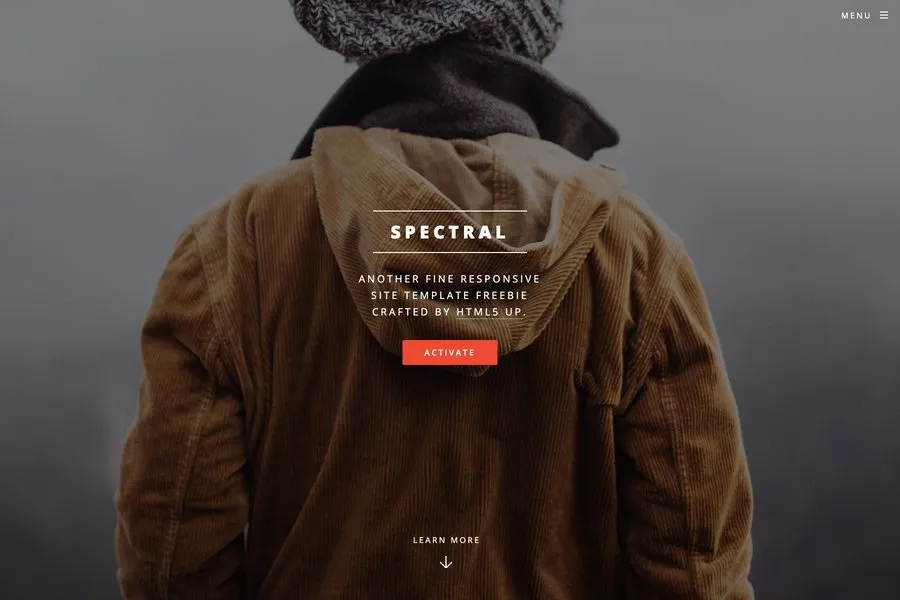 MENU
SPECTRAL
ANOTHER FINE RESPONSIVE
SITE TEMPLATE FREEBIE
CRAFTED BY HTML5 UP.
ACTIVATE
LEARN MORE